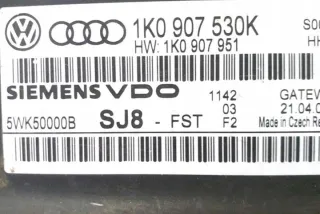 1K0 907 530K S00
HW: 1K0 907 951
SIEMENS VDO 1142 GATEW
03 21.04.0
5WK50000B SJ8 - FST F2 Made in Czech Re